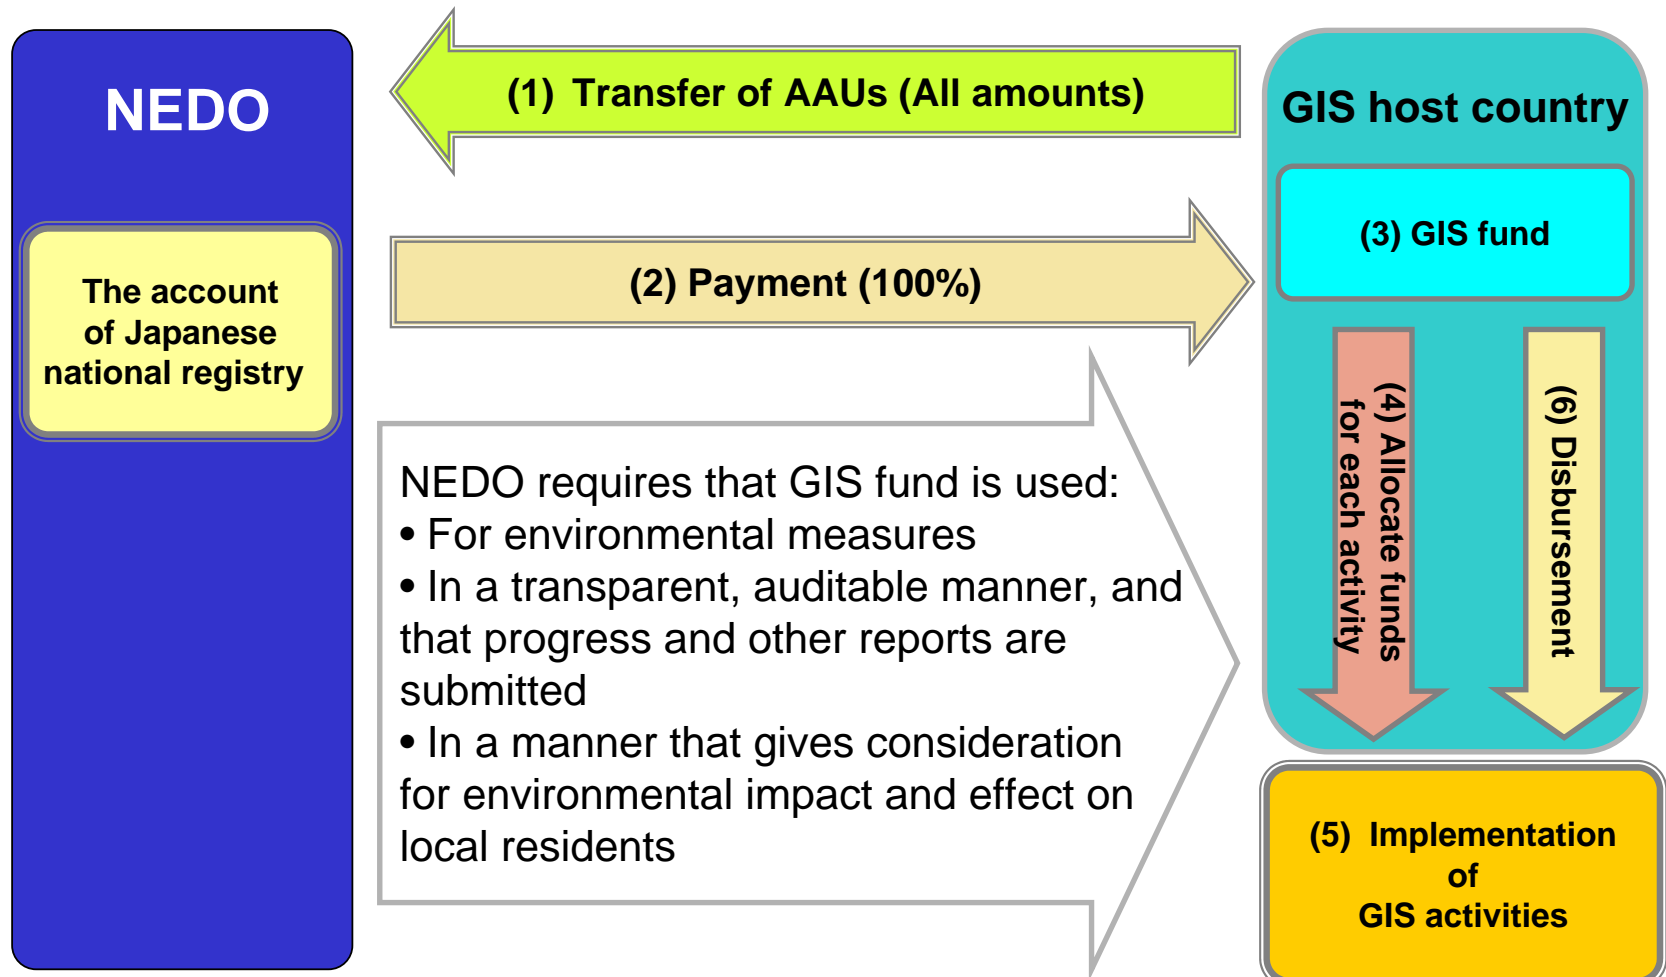 NEDO
The account
of Japanese
national registry
(1) Transfer of AAUs (All amounts)
(2) Payment (100%)
NEDO requires that GIS fund is used:
• For environmental measures
• In a transparent, auditable manner, and
that progress and other reports are
submitted
• In a manner that gives consideration
for environmental impact and effect on
local residents
GIS host country
(3) GIS fund
(4) Allocate funds
for each activity
(6) Disbursement
(5) Implementation
of
GIS activities